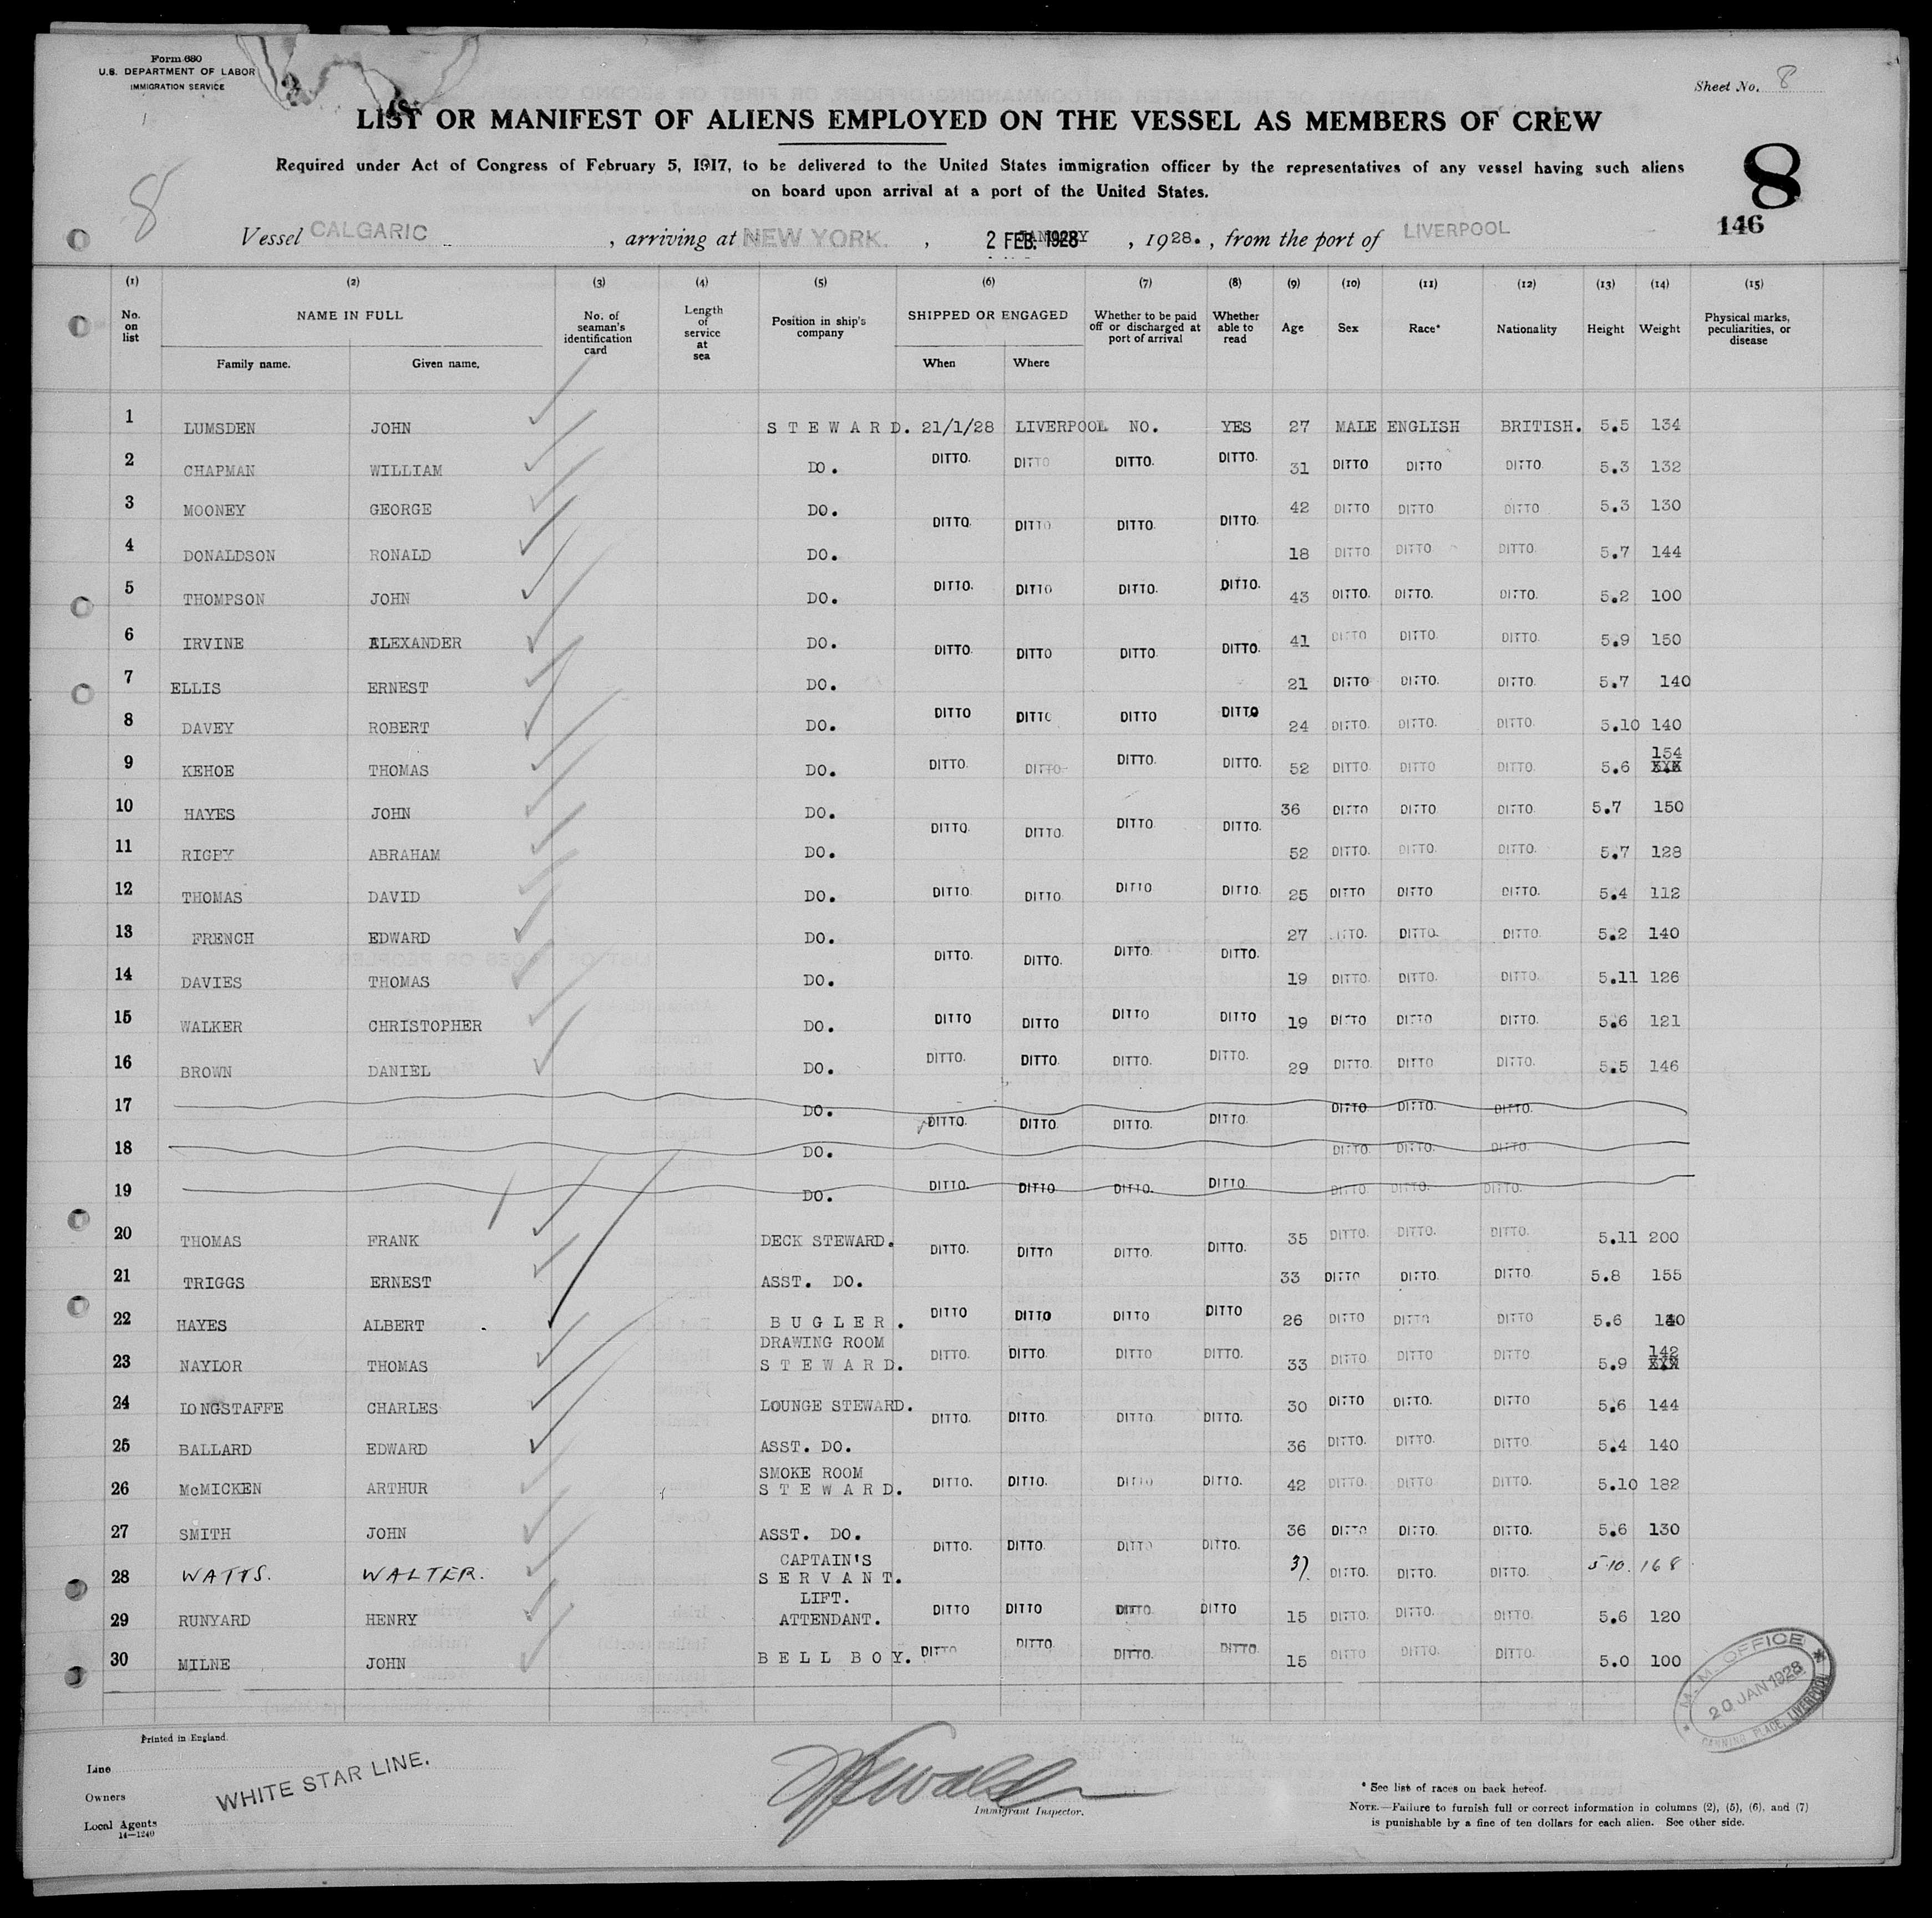 Form 680
U.S. DEPARTMENT OF LABOR
IMMIGRATION SERVICE
Sheet No. 8
LIST OR MANIFEST OF ALIENS EMPLOYED ON THE VESSEL AS MEMBERS OF CREW
Required under Act of Congress of February 5, 1917, to be delivered to the United States immigration officer by the representatives of any vessel having such aliens
on board upon arrival at a port of the United States.
8
8
146
Vessel CALGARIC, arriving at NEW YORK., 2 FEB. 1928, 1928., from the port of LIVERPOOL
(1) (2) (3) (4) (5) (6) (7) (8) (9) (10) (11) (12) (13) (14) (15)
No. on list NAME IN FULL Family name. Given name. No. of seaman's identification card Length of service at sea Position in ship's company SHIPPED OR ENGAGED When Where Whether to be paid off or discharged at port of arrival Whether able to read Age Sex Race* Nationality Height Weight Physical marks, peculiarities, or disease
1 LUMSDEN JOHN STEWARD. 21/1/28 LIVERPOOL NO. YES 27 MALE ENGLISH BRITISH. 5.5 134
2 CHAPMAN WILLIAM DO. DITTO. DITTO DITTO. DITTO. 31 DITTO DITTO DITTO 5.3 132
3 MOONEY GEORGE DO. DITTO. DITTO DITTO. DITTO. 42 DITTO DITTO DITTO 5.3 130
4 DONALDSON RONALD DO. 18 DITTO DITTO DITTO. 5.7 144
5 THOMPSON JOHN DO. DITTO. DITTO DITTO. DITTO. 43 DITTO. DITTO. DITTO. 5.2 100
6 IRVINE ALEXANDER DO. DITTO. DITTO DITTO. DITTO. 41 DITTO DITTO. DITTO. 5.9 150
7 ELLIS ERNEST DO. 21 DITTO DITTO. DITTO. 5.7 140
8 DAVEY ROBERT DO. DITTO DITTO DITTO DITTO 24 DITTO. DITTO. DITTO. 5.10 140
9 KEHOE THOMAS DO. DITTO. DITTO DITTO. DITTO. 52 DITTO. DITTO DITTO. 5.6 154
10 HAYES JOHN DO. DITTO. DITTO. DITTO. DITTO. 36 DITTO DITTO DITTO. 5.7 150
11 RIGBY ABRAHAM DO. 52 DITTO. DITTO. DITTO. 5.7 128
12 THOMAS DAVID DO. DITTO. DITTO. DITTO DITTO. 25 DITTO DITTO DITTO. 5.4 112
13 FRENCH EDWARD DO. DITTO. DITTO. DITTO. DITTO. 27 DITTO. DITTO. DITTO. 5.2 140
14 DAVIES THOMAS DO. 19 DITTO. DITTO. DITTO. 5.11 126
15 WALKER CHRISTOPHER DO. DITTO DITTO DITTO DITTO 19 DITTO DITTO DITTO. 5.6 121
16 BROWN DANIEL DO. DITTO. DITTO. DITTO. DITTO. 29 DITTO. DITTO DITTO. 5.5 146
17 DO. DITTO. DITTO. DITTO. DITTO. DITTO DITTO. DITTO.
18 DO. DITTO. DITTO. DITTO.
19 DO. DITTO. DITTO DITTO. DITTO. DITTO. DITTO. DITTO.
20 THOMAS FRANK DECK STEWARD. DITTO. DITTO DITTO. DITTO. 35 DITTO. DITTO. DITTO. 5.11 200
21 TRIGGS ERNEST ASST. DO. 33 DITTO DITTO. DITTO. 5.8 155
22 HAYES ALBERT BUGLER. DITTO DITTO DITTO DITTO 26 DITTO DITTO DITTO 5.6
23 NAYLOR THOMAS DRAWING ROOM STEWARD. DITTO. DITTO. DITTO DITTO. 33 DITTO. DITTO DITTO. 5.9 142
24 LONGSTAFFE CHARLES LOUNGE STEWARD. DITTO. DITTO. DITTO. DITTO. 30 DITTO DITTO. DITTO 5.6 144
25 BALLARD EDWARD ASST. DO. 36 DITTO. DITTO. DITTO. 5.4 140
26 McMICKEN ARTHUR SMOKE ROOM STEWARD. DITTO. DITTO. DITTO DITTO. 42 DITTO. DITTO DITTO. 5.10 182
27 SMITH JOHN ASST. DO. DITTO. DITTO. DITTO DITTO. 36 DITTO DITTO. DITTO. 5.6 130
28 WATTS. WALTER. CAPTAIN'S SERVANT. 37 DITTO. DITTO. DITTO. 5.10. 168.
29 RUNYARD HENRY LIFT. ATTENDANT. DITTO DITTO DITTO. DITTO 15 DITTO. DITTO. DITTO. 5.6 120
30 MILNE JOHN BELL BOY. DITTO DITTO. DITTO. DITTO. 15 DITTO DITTO. DITTO. 5.0 100
M.M. OFFICE
20 JAN 1928
CANNING PLACE, LIVERPOOL
Printed in England.
Line
Owners
Local Agents
14—1240
WHITE STAR LINE.
Immigrant Inspector.
* See list of races on back hereof.
NOTE.—Failure to furnish full or correct information in columns (2), (5), (6), and (7)
is punishable by a fine of ten dollars for each alien. See other side.